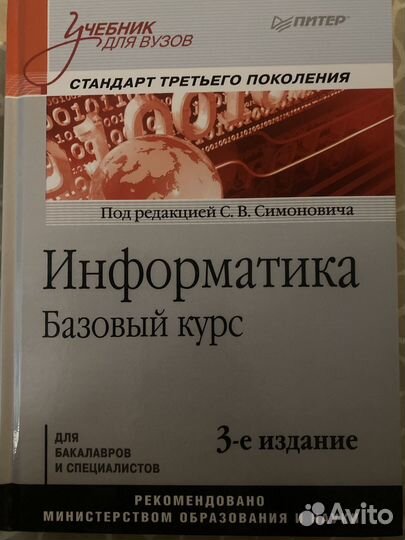 УЧЕБНИК
ДЛЯ ВУЗОВ
ПИТЕР
СТАНДАРТ ТРЕТЬЕГО ПОКОЛЕНИЯ
Под редакцией С. В. Симоновича
Информатика
Базовый курс
ДЛЯ
БАКАЛАВРОВ
И СПЕЦИАЛИСТОВ
3-е издание
РЕКОМЕНДОВАНО
МИНИСТЕРСТВОМ ОБРАЗОВАНИЯ И НАУКИ
Avito